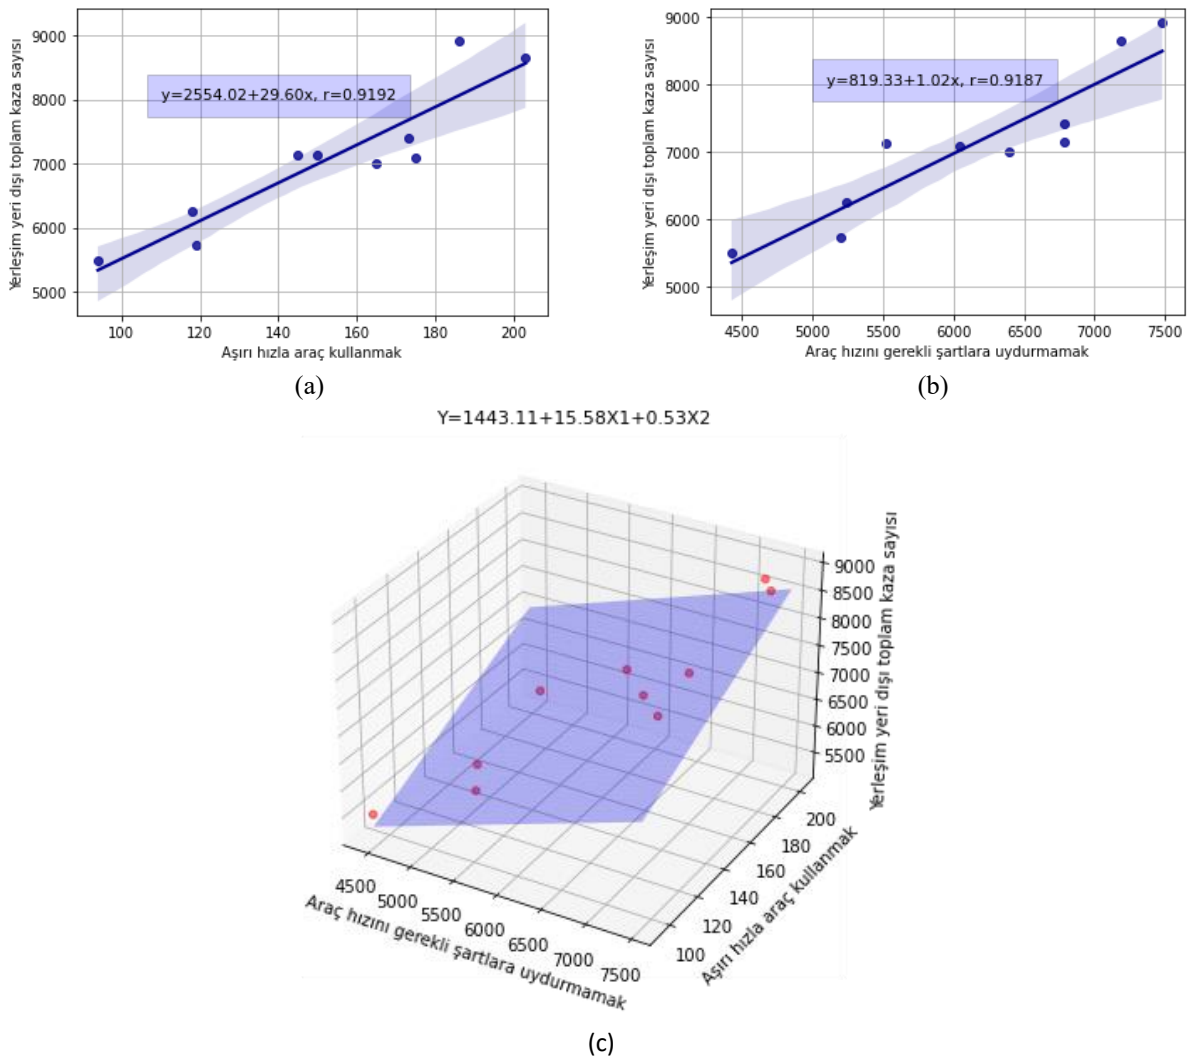 Yerleşim yeri dışı toplam kaza sayısı
9000
8000
7000
6000
5000
y=2554.02+29.60x, r=0.9192
100 120 140 160 180 200
Aşırı hızla araç kullanmak
(a)
Yerleşim yeri dışı toplam kaza sayısı
9000
8000
7000
6000
5000
y=819.33+1.02x, r=0.9187
4500 5000 5500 6000 6500 7000 7500
Araç hızını gerekli şartlara uydurmamak
(b)
Y=1443.11+15.58X1+0.53X2
9000
8500
8000
7500
7000
6500
6000
5500
Yerleşim yeri dışı toplam kaza sayısı
200
180
160
140
120
100
Aşırı hızla araç kullanmak
4500
5000
5500
6000
6500
7000
7500
Araç hızını gerekli şartlara uydurmamak
(c)